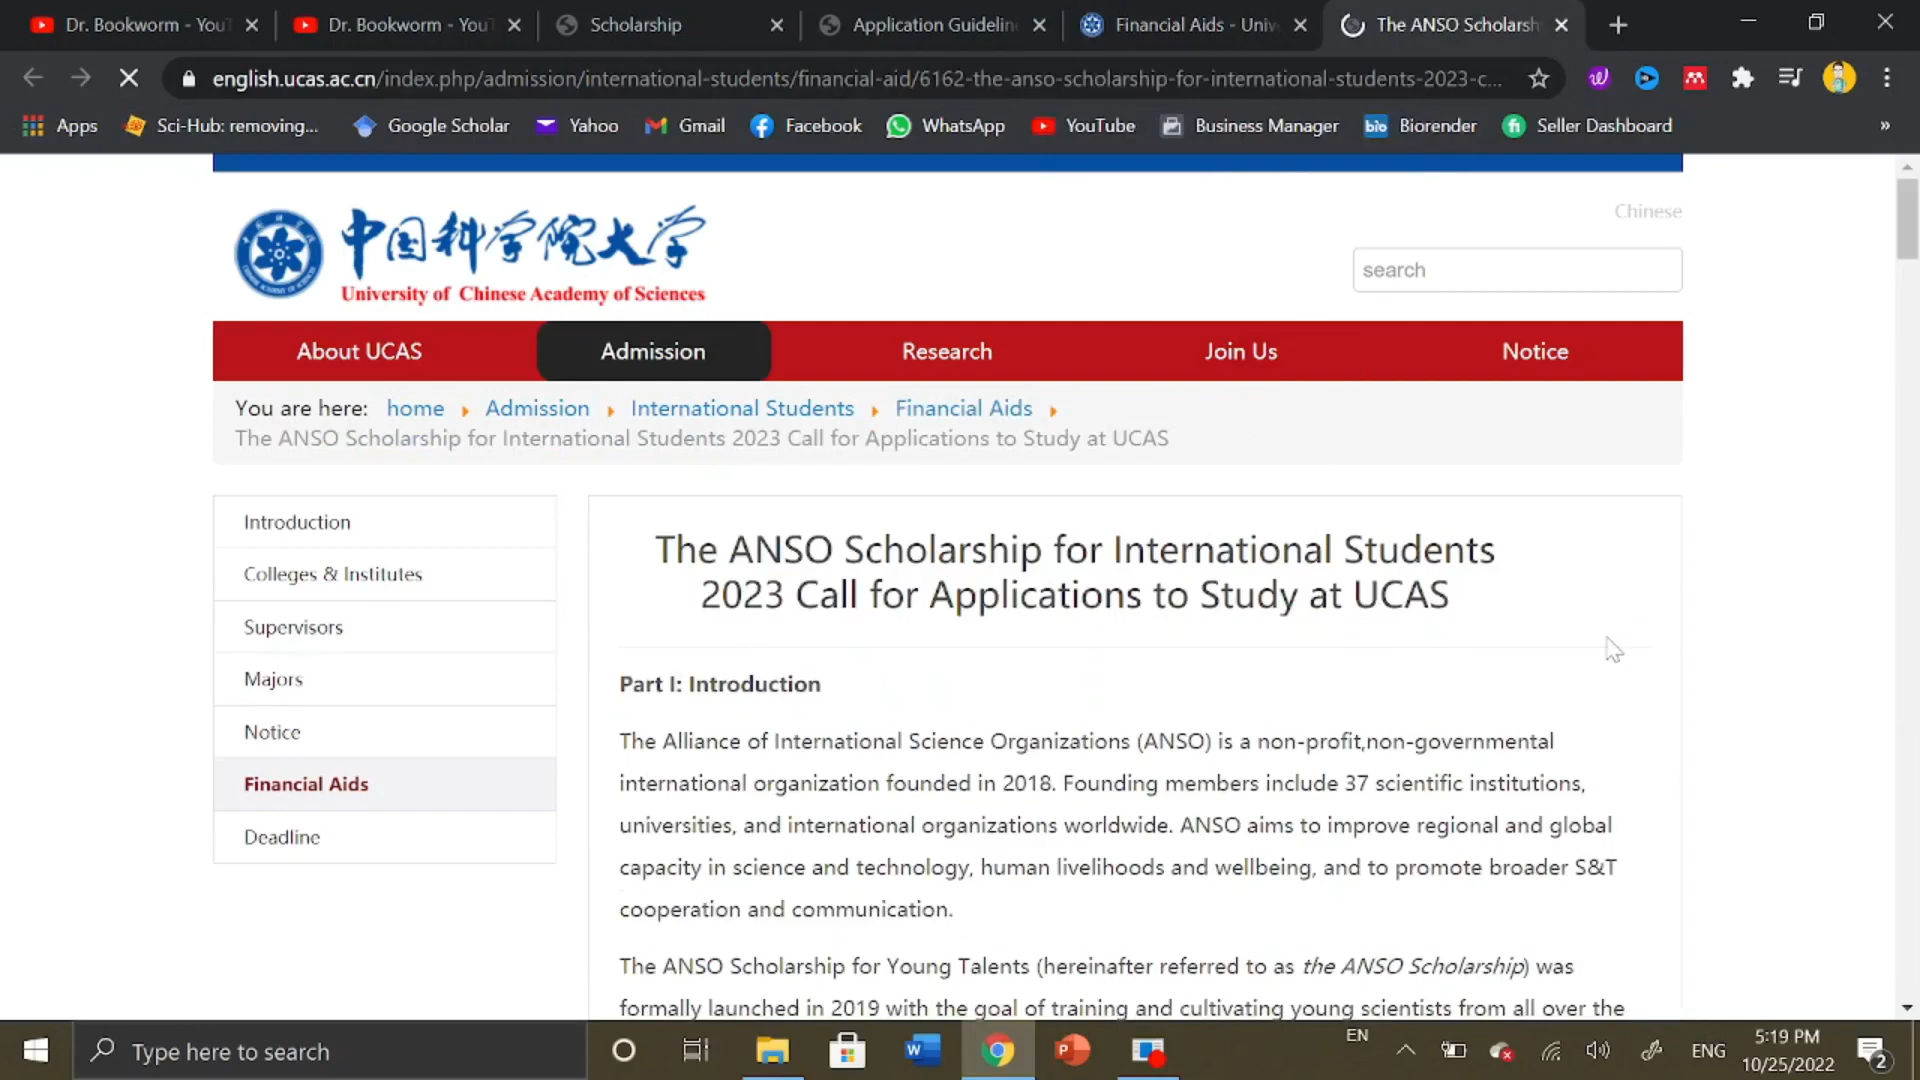 Dr. Bookworm - YouT
Dr. Bookworm - YouT
Scholarship
Application Guidelin
Financial Aids - Univ
The ANSO Scholarsh
english.ucas.ac.cn/index.php/admission/international-students/financial-aid/6162-the-anso-scholarship-for-international-students-2023-c...
Apps
Sci-Hub: removing...
Google Scholar
Yahoo
Gmail
Facebook
WhatsApp
YouTube
Business Manager
bio
Biorender
fi
Seller Dashboard
»
中国科学院大学
University of Chinese Academy of Sciences
Chinese
search
About UCAS
Admission
Research
Join Us
Notice
You are here: home Admission International Students Financial Aids
The ANSO Scholarship for International Students 2023 Call for Applications to Study at UCAS
Introduction
Colleges & Institutes
Supervisors
Majors
Notice
Financial Aids
Deadline
The ANSO Scholarship for International Students
2023 Call for Applications to Study at UCAS
Part I: Introduction
The Alliance of International Science Organizations (ANSO) is a non-profit,non-governmental
international organization founded in 2018. Founding members include 37 scientific institutions,
universities, and international organizations worldwide. ANSO aims to improve regional and global
capacity in science and technology, human livelihoods and wellbeing, and to promote broader S&T
cooperation and communication.
The ANSO Scholarship for Young Talents (hereinafter referred to as the ANSO Scholarship) was
formally launched in 2019 with the goal of training and cultivating young scientists from all over the
Type here to search
EN
ENG
5:19 PM
10/25/2022
2